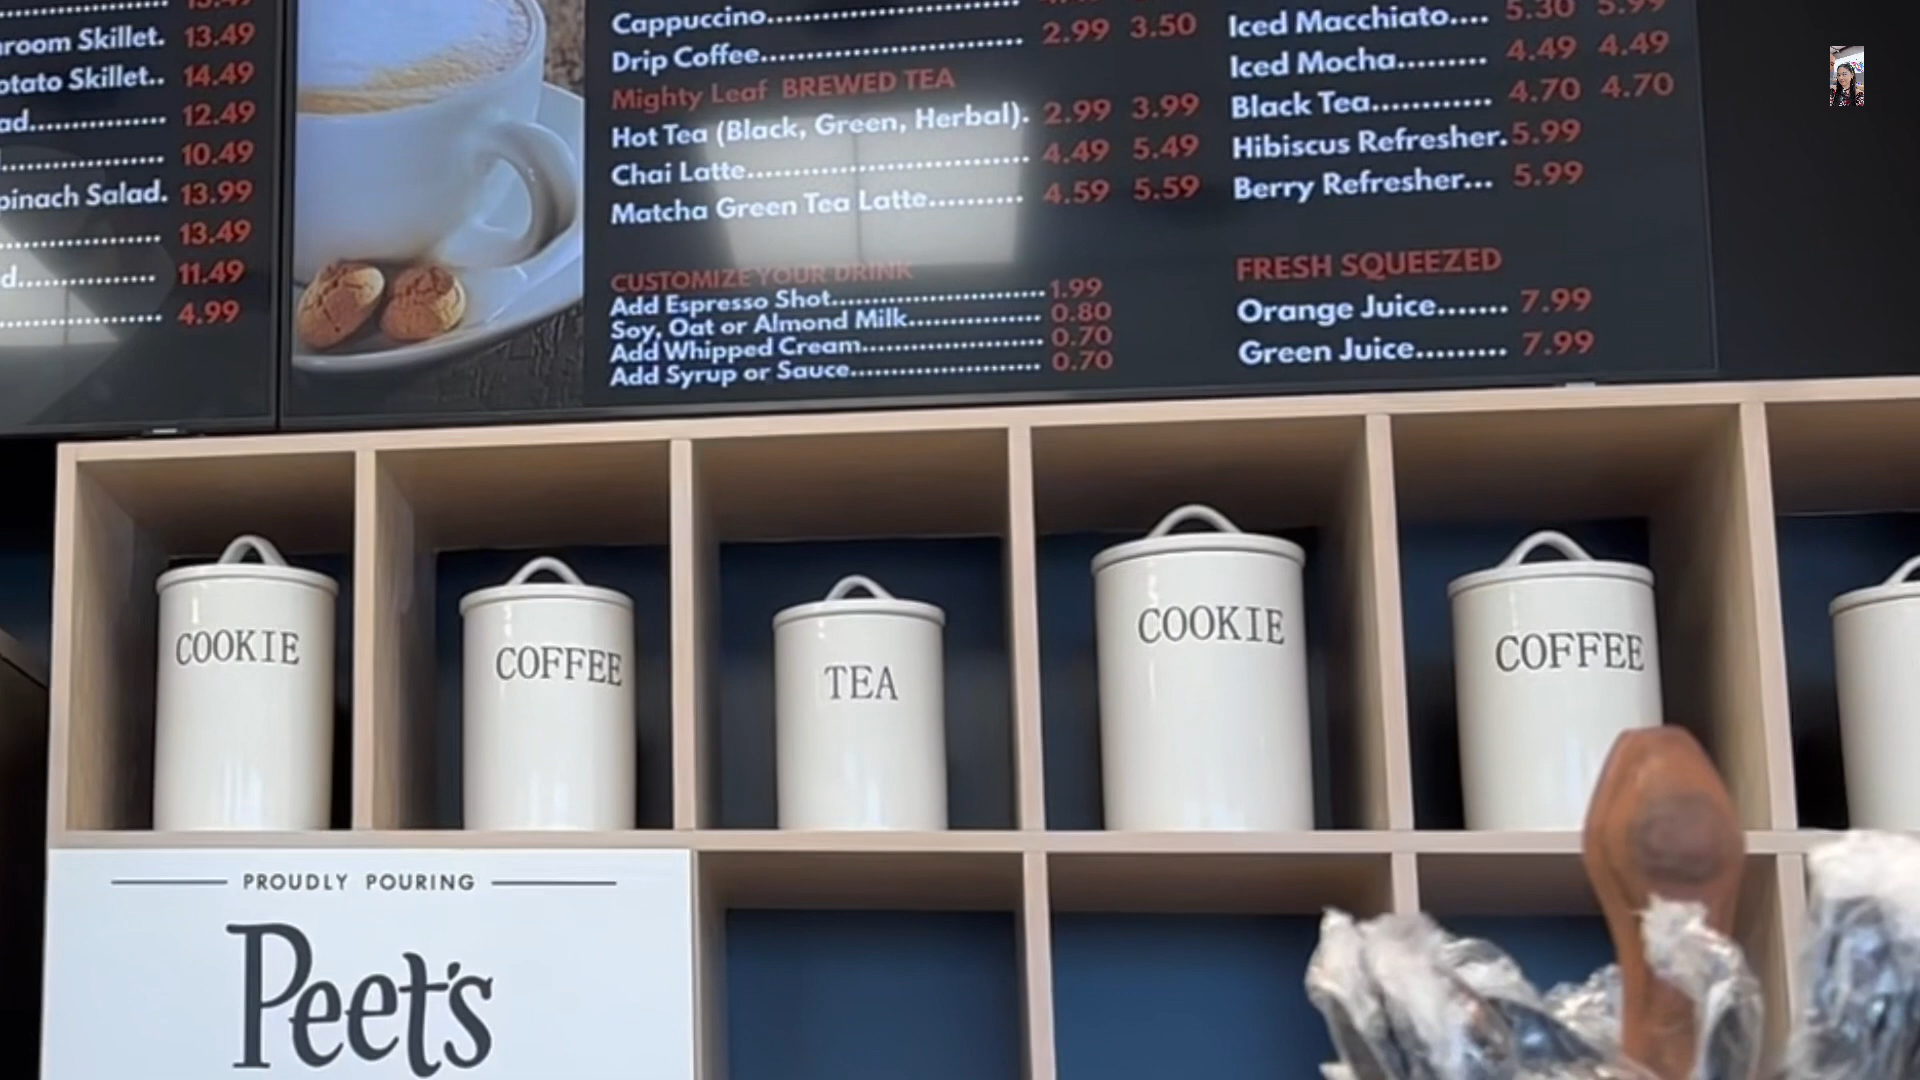 13.49
room Skillet. 13.49
otato Skillet.. 14.49
ad............... 12.49
10.49
pinach Salad. 13.99
13.49
d............... 11.49
4.99
Cappuccino
Drip Coffee 2.99 3.50
Mighty Leaf BREWED TEA
Hot Tea (Black, Green, Herbal). 2.99 3.99
Chai Latte 4.49 5.49
Matcha Green Tea Latte 4.59 5.59
CUSTOMIZE YOUR DRINK
Add Espresso Shot 1.99
Soy, Oat or Almond Milk 0.80
Add Whipped Cream 0.70
Add Syrup or Sauce 0.70
Iced Macchiato.... 5.30 5.99
Iced Mocha 4.49 4.49
Black Tea 4.70 4.70
Hibiscus Refresher. 5.99
Berry Refresher... 5.99
FRESH SQUEEZED
Orange Juice 7.99
Green Juice 7.99
COOKIE
COFFEE
TEA
COOKIE
COFFEE
PROUDLY POURING
Peet's